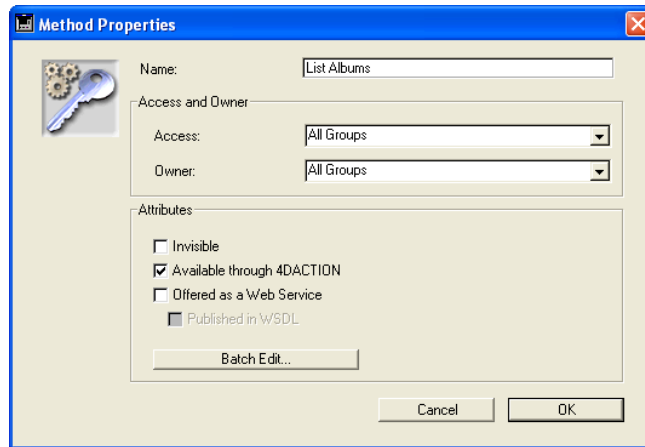 Method Properties
Name:
List Albums
Access and Owner
Access:
All Groups
Owner:
All Groups
Attributes
Invisible
Available through 4DACTION
Offered as a Web Service
Published in WSDL
Batch Edit...
Cancel
OK